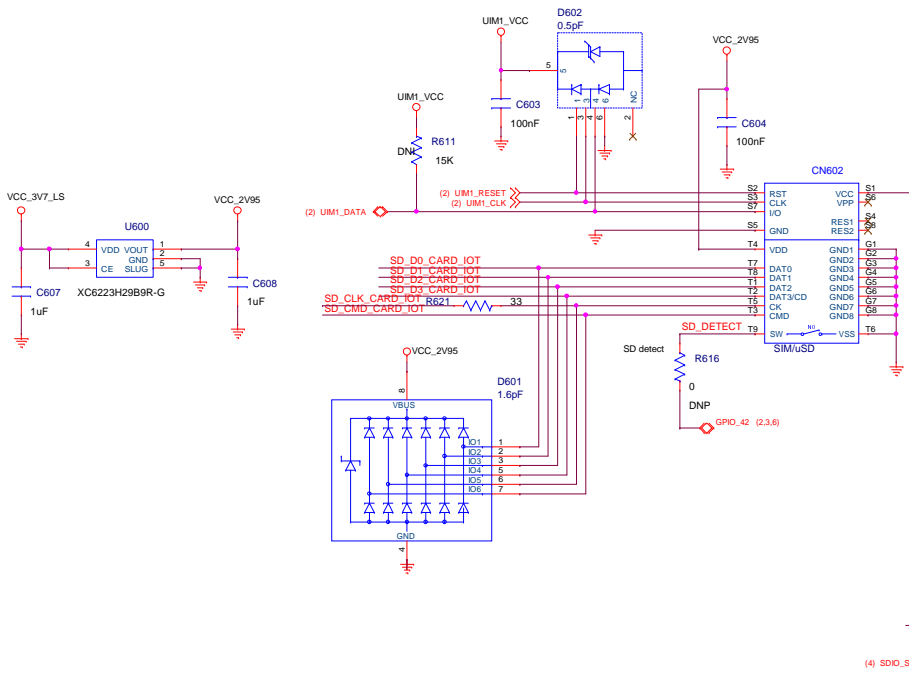 D602
0.5pF
UIM1_VCC
5
5
1
3
4
6
NC
1
3
4
6
2
C603
100nF
VCC_2V95
C604
100nF
UIM1_VCC
R611
DNI
15K
(2) UIM1_RESET
(2) UIM1_CLK
(2) UIM1_DATA
CN602
S2 RST VCC S1
S3 CLK VPP S6
S7 I/O
RES1 S4
S5 GND RES2 S8
T4 VDD GND1 G1
GND2 G2
T7 DAT0 GND3 G3
T8 DAT1 GND4 G4
T1 DAT2 GND5 G5
T2 DAT3/CD GND6 G6
T5 CK GND7 G7
T3 CMD GND8 G8
T9 SW NO VSS T6
SIM/uSD
VCC_3V7_LS
VCC_2V95
U600
4 VDD VOUT 1
GND 2
3 CE SLUG 5
XC6223H29B9R-G
C607
1uF
C608
1uF
SD_D0_CARD_IOT
SD_D1_CARD_IOT
SD_D2_CARD_IOT
SD_D3_CARD_IOT
SD_CLK_CARD_IOT R621 33
SD_CMD_CARD_IOT
SD_DETECT
SD detect
R616
0
DNP
GPIO_42 (2,3,6)
VCC_2V95
D601
1.6pF
8
VBUS
IO1 1
IO2 2
IO3 3
IO4 5
IO5 6
IO6 7
GND
4
(4) SDIO_S